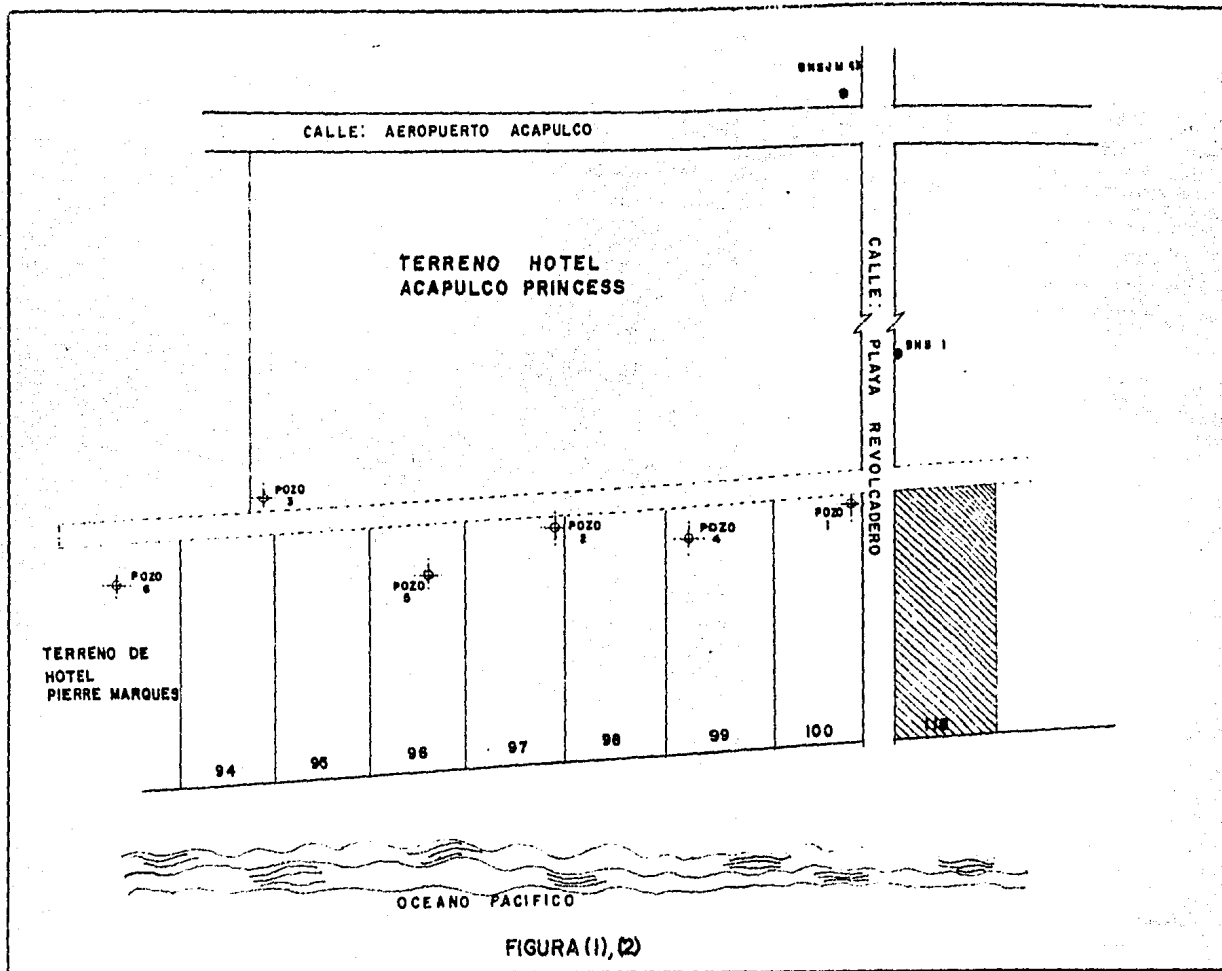 CALLE: AEROPUERTO ACAPULCO
TERRENO HOTEL
ACAPULCO PRINCESS
CALLE: PLAYA REVOLCADERO
BNS 1
POZO
3
POZO
2
POZO
4
POZO
1
POZO
5
POZO
6
TERRENO DE
HOTEL
PIERRE MARQUES
94
95
96
97
98
99
100
OCEANO PACIFICO
FIGURA (1), (2)